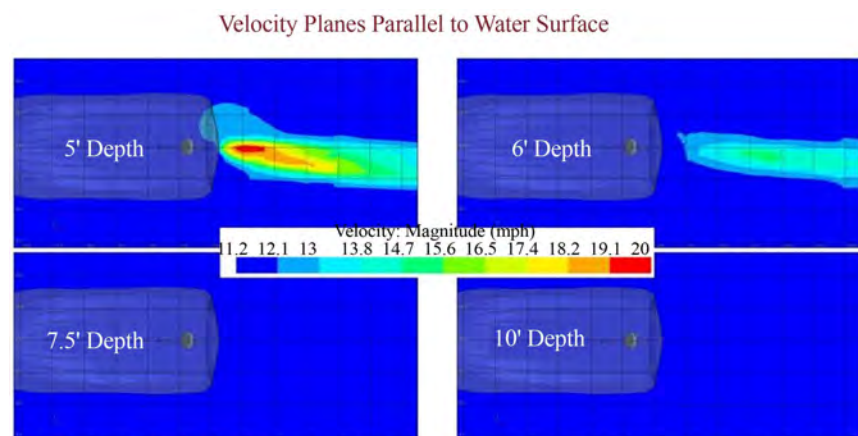 Velocity Planes Parallel to Water Surface
5' Depth
6' Depth
Velocity: Magnitude (mph)
11.2 12.1 13 13.8 14.7 15.6 16.5 17.4 18.2 19.1 20
7.5' Depth
10' Depth